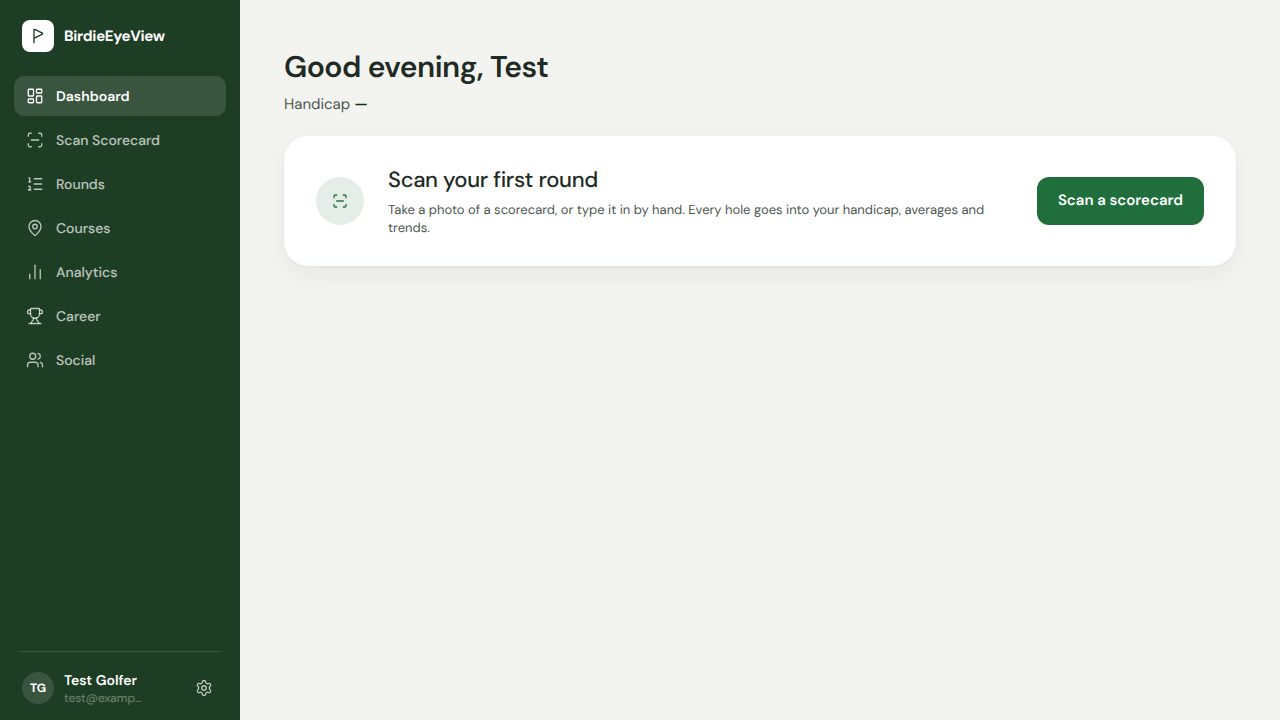 BirdieEyeView
Dashboard
Scan Scorecard
Rounds
Courses
Analytics
Career
Social
TG
Test Golfer
test@examp...
Good evening, Test
Handicap —
Scan your first round
Take a photo of a scorecard, or type it in by hand. Every hole goes into your handicap, averages and
trends.
Scan a scorecard